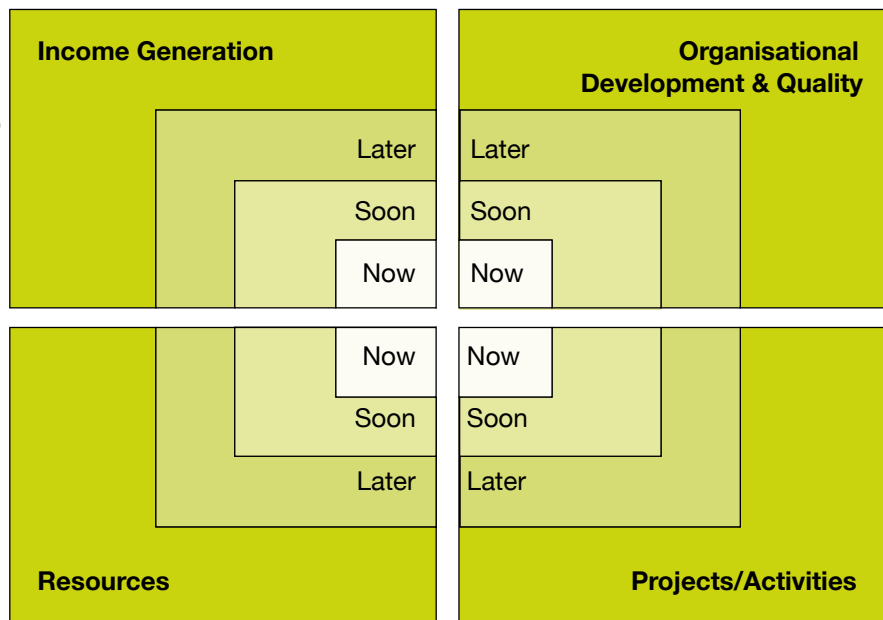 Income Generation
Organisational
Development & Quality
Later
Later
Soon
Soon
Now
Now
Now
Now
Soon
Soon
Later
Later
Resources
Projects/Activities